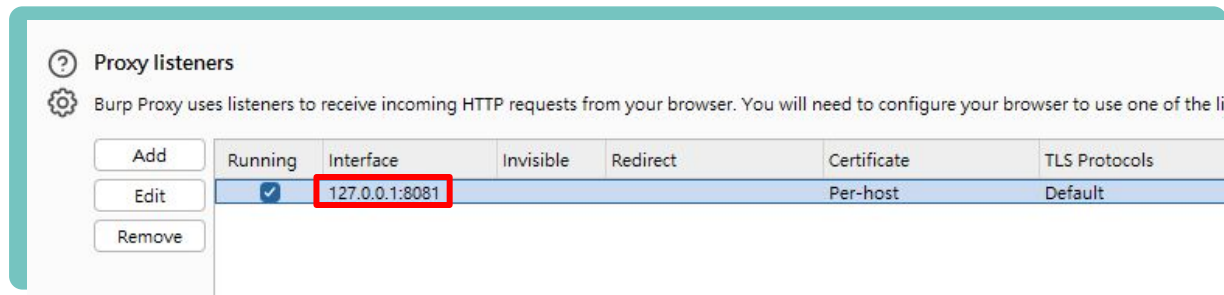 Proxy listeners
Burp Proxy uses listeners to receive incoming HTTP requests from your browser. You will need to configure your browser to use one of the
Add
Running Interface Invisible Redirect Certificate TLS Protocols
Edit
127.0.0.1:8081 Per-host Default
Remove